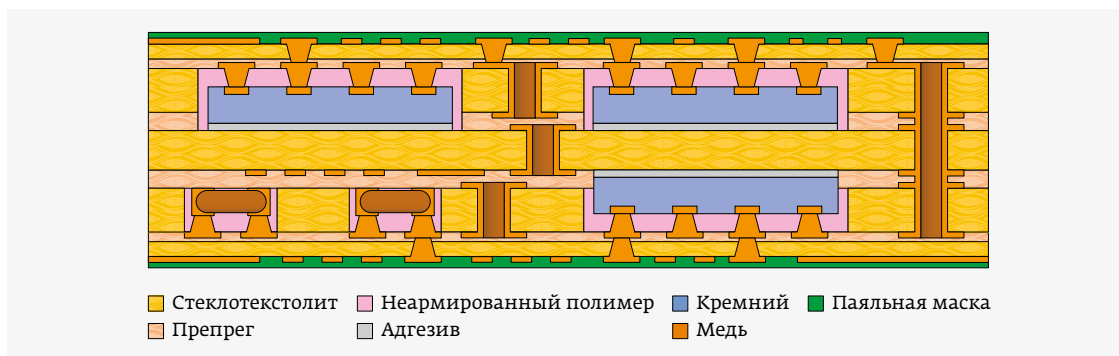 Стеклотекстолит Неармированный полимер Кремний Паяльная маска
Препрег Адгезив Медь